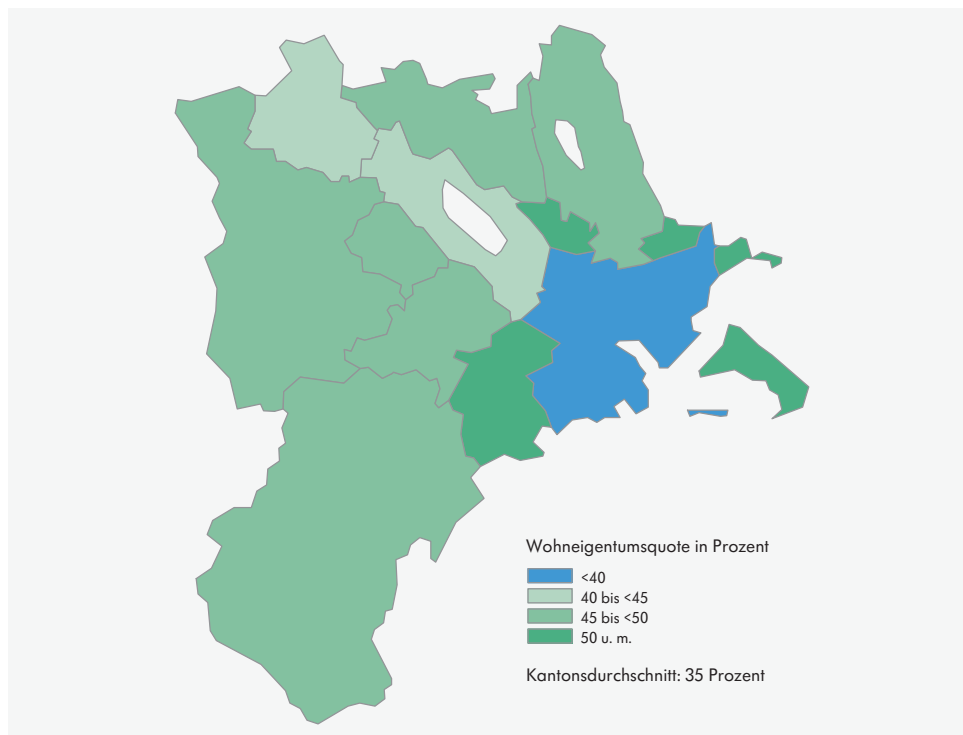 Wohneigentumsquote in Prozent
<40
40 bis <45
45 bis <50
50 u. m.
Kantonsdurchschnitt: 35 Prozent